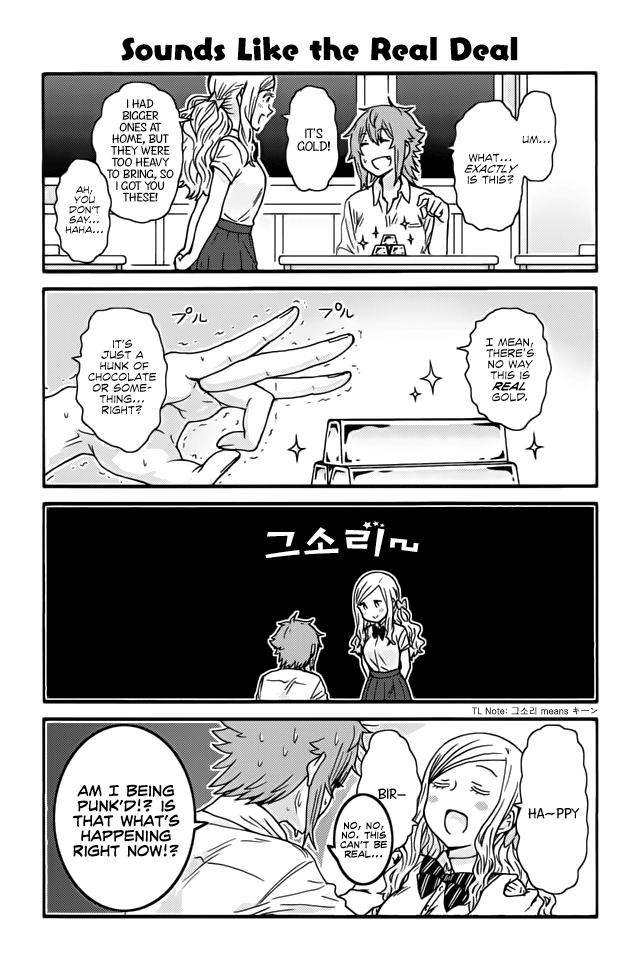 Sounds Like the Real Deal
UM...
WHAT...
EXACTLY
IS THIS?
IT'S
GOLD!
I HAD
BIGGER
ONES AT
HOME, BUT
THEY WERE
TOO HEAVY
TO BRING, SO
I GOT YOU
THESE!
AH,
YOU
DON'T
SAY...
HAHA...
I MEAN,
THERE'S
NO WAY
THIS IS
REAL
GOLD.
プル
プル
IT'S
JUST A
HUNK OF
CHOCOLATE
OR SOME-
THING...
RIGHT?
그소리~
TL Note: 그소리 means キーン
HA~PPY
BIR-
NO, NO,
NO. THIS
CAN'T BE
REAL...
AM I BEING
PUNK'D!? IS
THAT WHAT'S
HAPPENING
RIGHT NOW!?